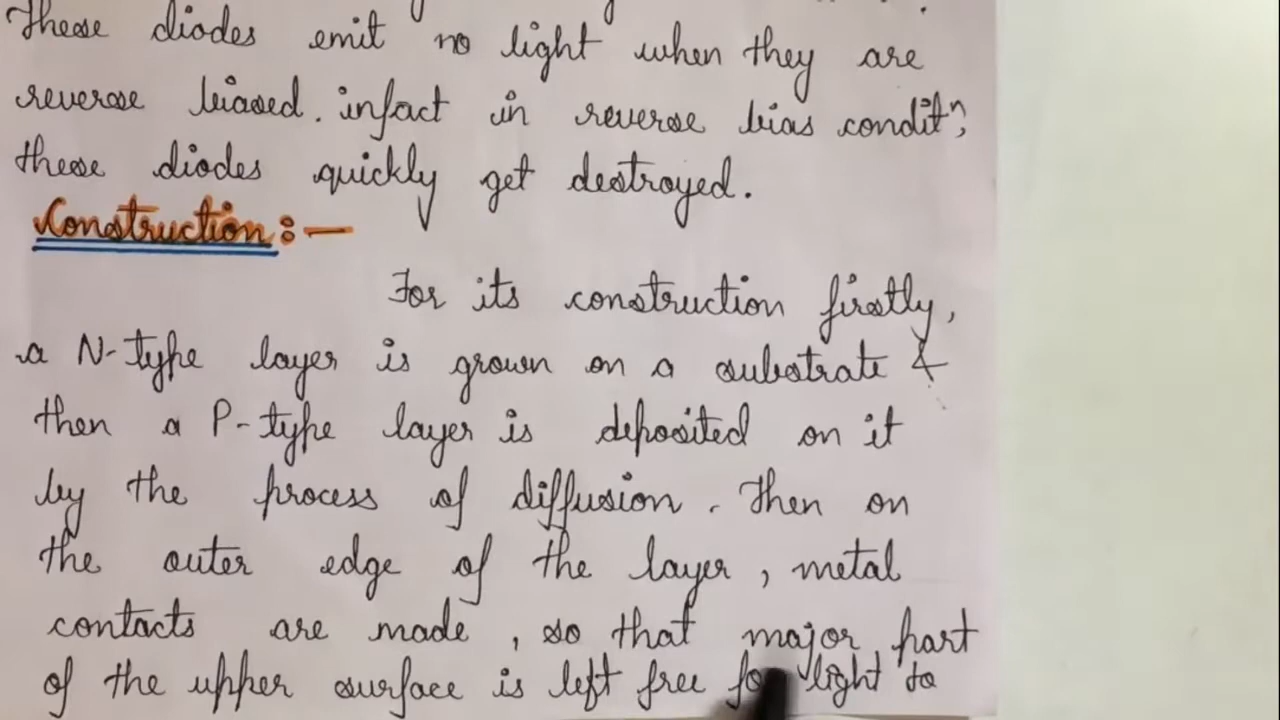 These diodes emit no light when they are
reverse biased. infact in reverse bias condit?n,
these diodes quickly get destroyed.
Construction:-
For its construction firstly,
a N-type layer is grown on a substrate &
then a P-type layer is deposited on it
by the process of diffusion. Then on
the outer edge of the layer, metal
contacts are made, so that major part
of the upper surface is left free for light to